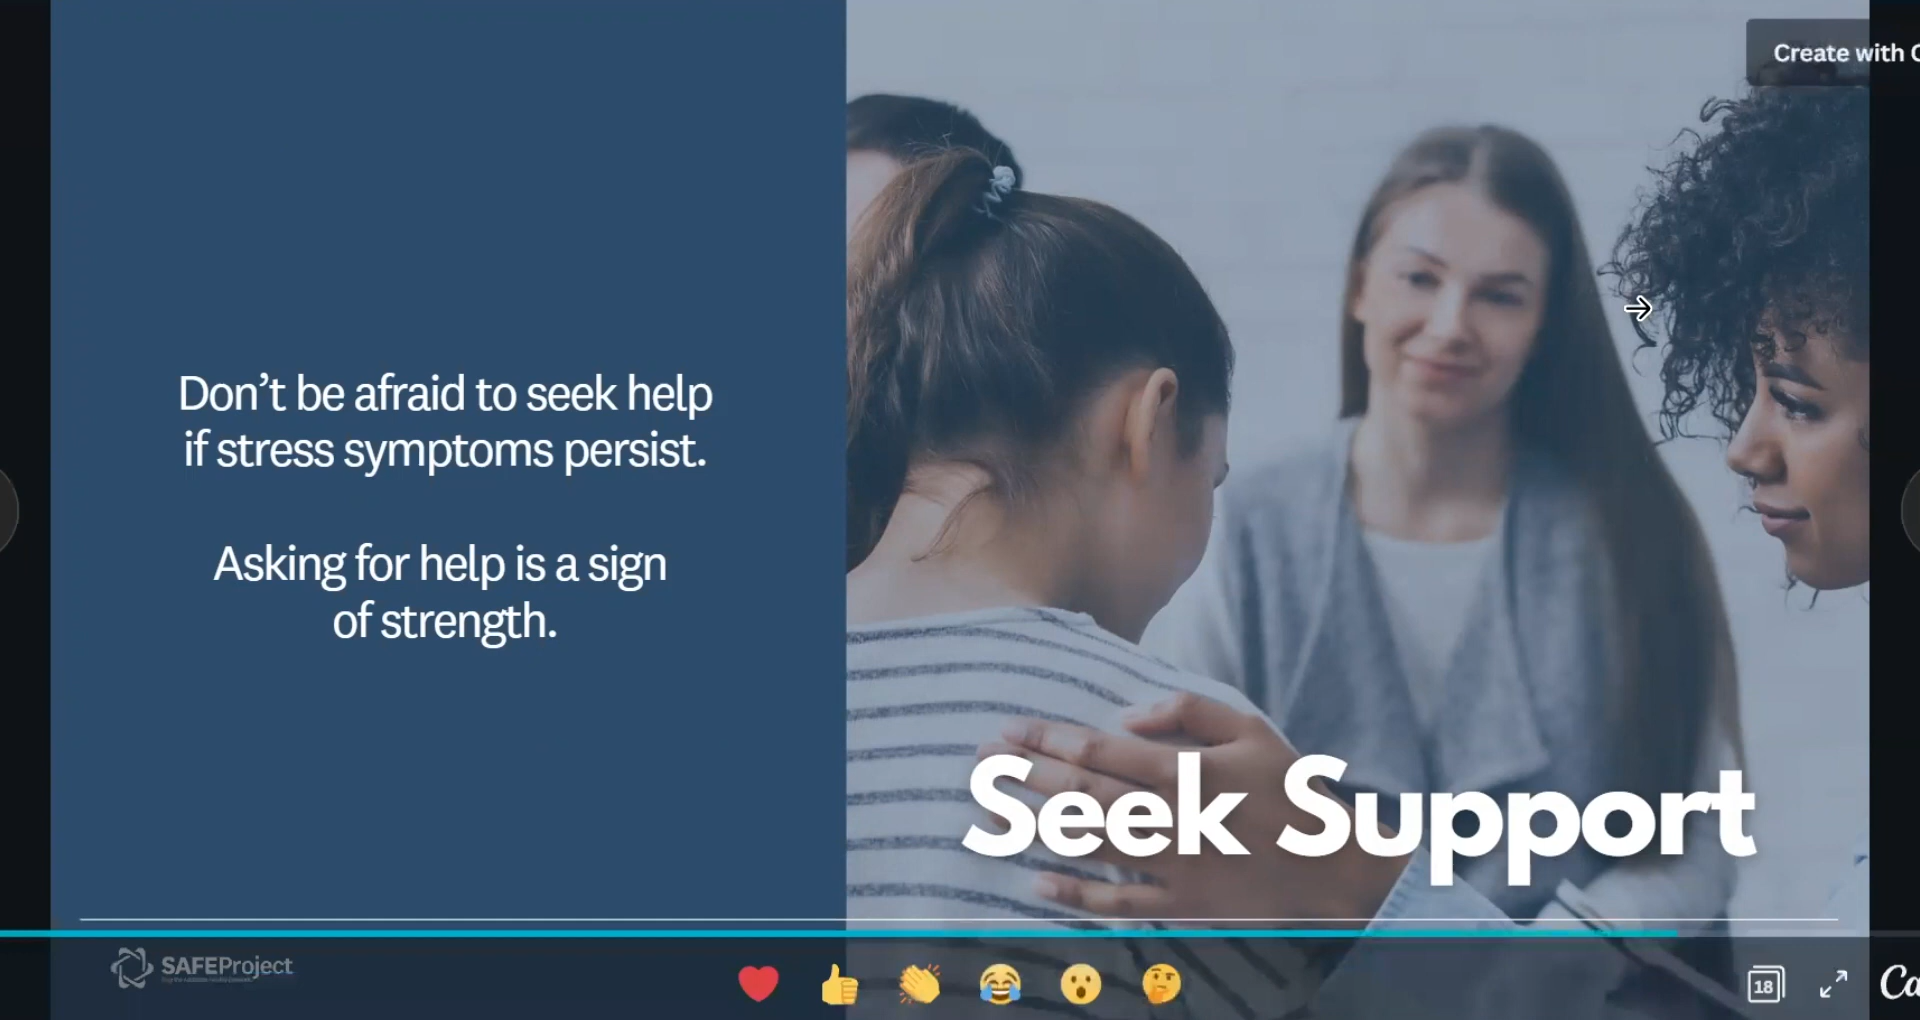 Create with
Don't be afraid to seek help
if stress symptoms persist.
Asking for help is a sign
of strength.
Seek Support
SAFEProject
18